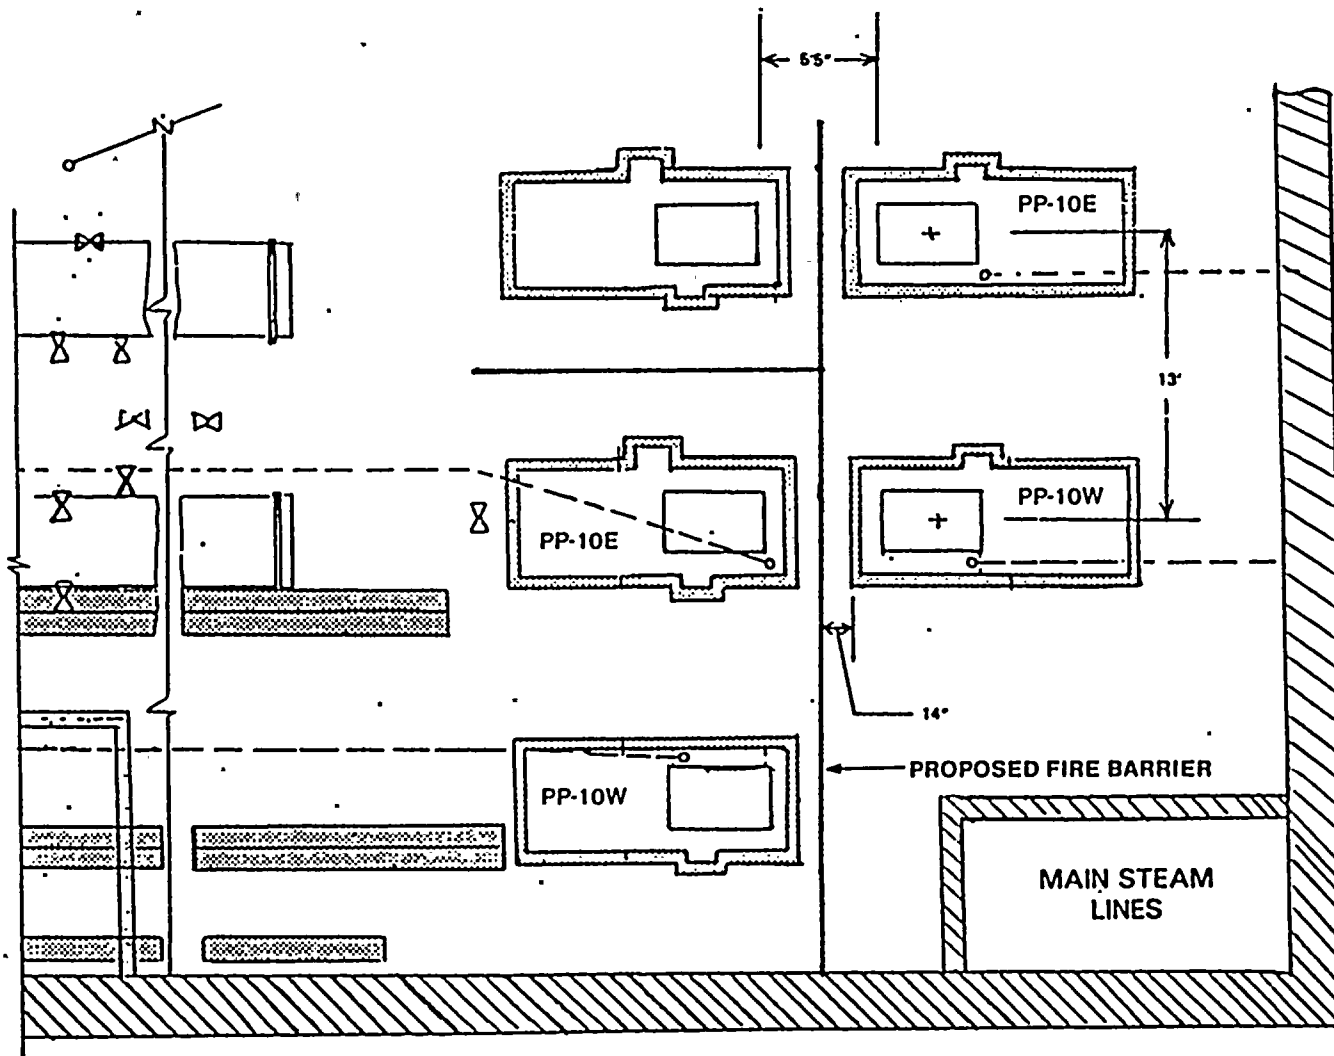 5'5"
N
PP-10E
13'
PP-10W
PP-10E
14"
PROPOSED FIRE BARRIER
PP-10W
MAIN STEAM
LINES